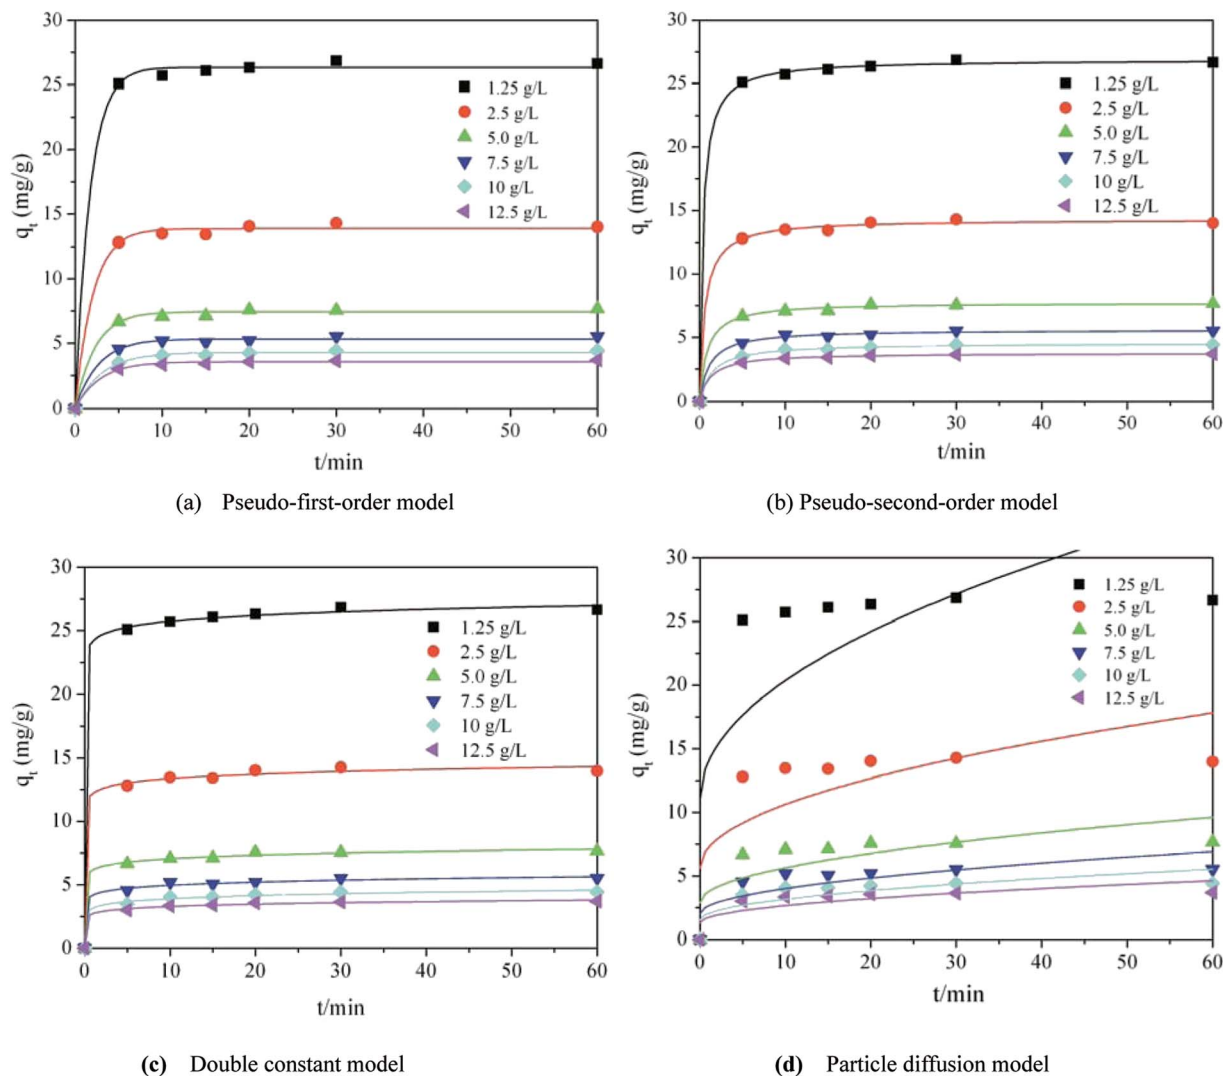 30
25
20
15
10
5
0
q_t (mg/g)
1.25 g/L
2.5 g/L
5.0 g/L
7.5 g/L
10 g/L
12.5 g/L
0 10 20 30 40 50 60
t/min
(a) Pseudo-first-order model
30
25
20
15
10
5
0
q_t (mg/g)
1.25 g/L
2.5 g/L
5.0 g/L
7.5 g/L
10 g/L
12.5 g/L
0 10 20 30 40 50 60
t/min
(b) Pseudo-second-order model
30
25
20
15
10
5
0
q_t (mg/g)
1.25 g/L
2.5 g/L
5.0 g/L
7.5 g/L
10 g/L
12.5 g/L
0 10 20 30 40 50 60
t/min
(c) Double constant model
30
25
20
15
10
5
0
q_t (mg/g)
1.25 g/L
2.5 g/L
5.0 g/L
7.5 g/L
10 g/L
12.5 g/L
0 10 20 30 40 50 60
t/min
(d) Particle diffusion model